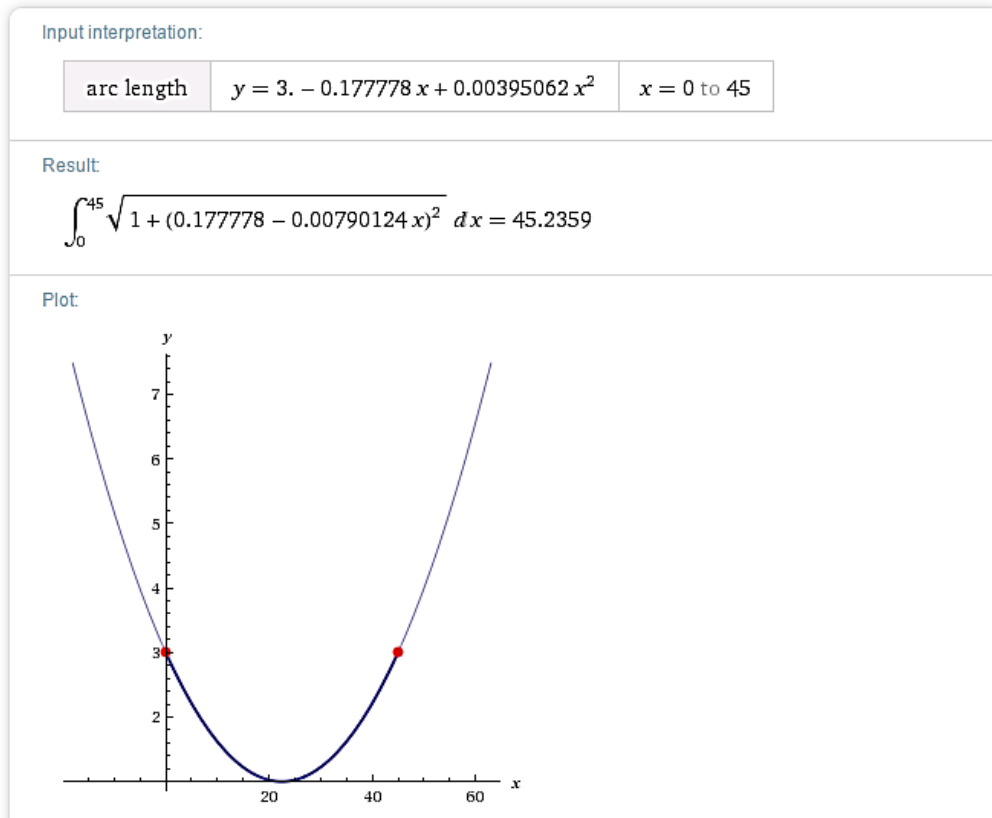 Input interpretation:
arc length y = 3. − 0.177778 x + 0.00395062 x² x = 0 to 45
Result:
∫₀⁴⁵ √(1 + (0.177778 − 0.00790124 x)²) dx = 45.2359
Plot:
y
7
6
5
4
3
2
20 40 60 x